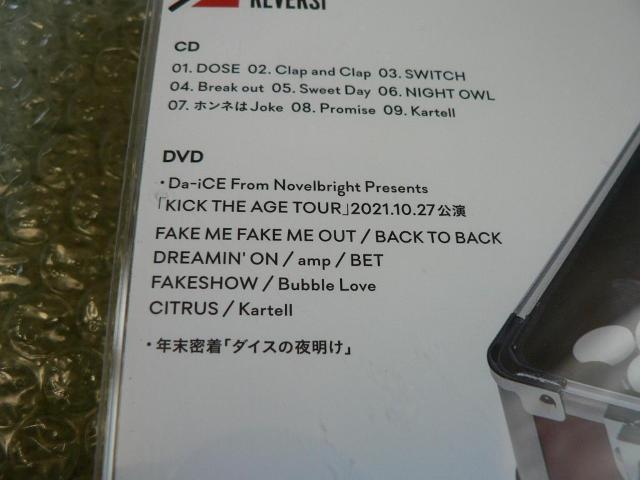 REVERSI
CD
01. DOSE 02. Clap and Clap 03. SWITCH
04. Break out 05. Sweet Day 06. NIGHT OWL
07. ホンネはJoke 08. Promise 09. Kartell
DVD
・Da-iCE From Novelbright Presents
「KICK THE AGE TOUR」2021.10.27公演
FAKE ME FAKE ME OUT / BACK TO BACK
DREAMIN' ON / amp / BET
FAKESHOW / Bubble Love
CITRUS / Kartell
・年末密着「ダイスの夜明け」